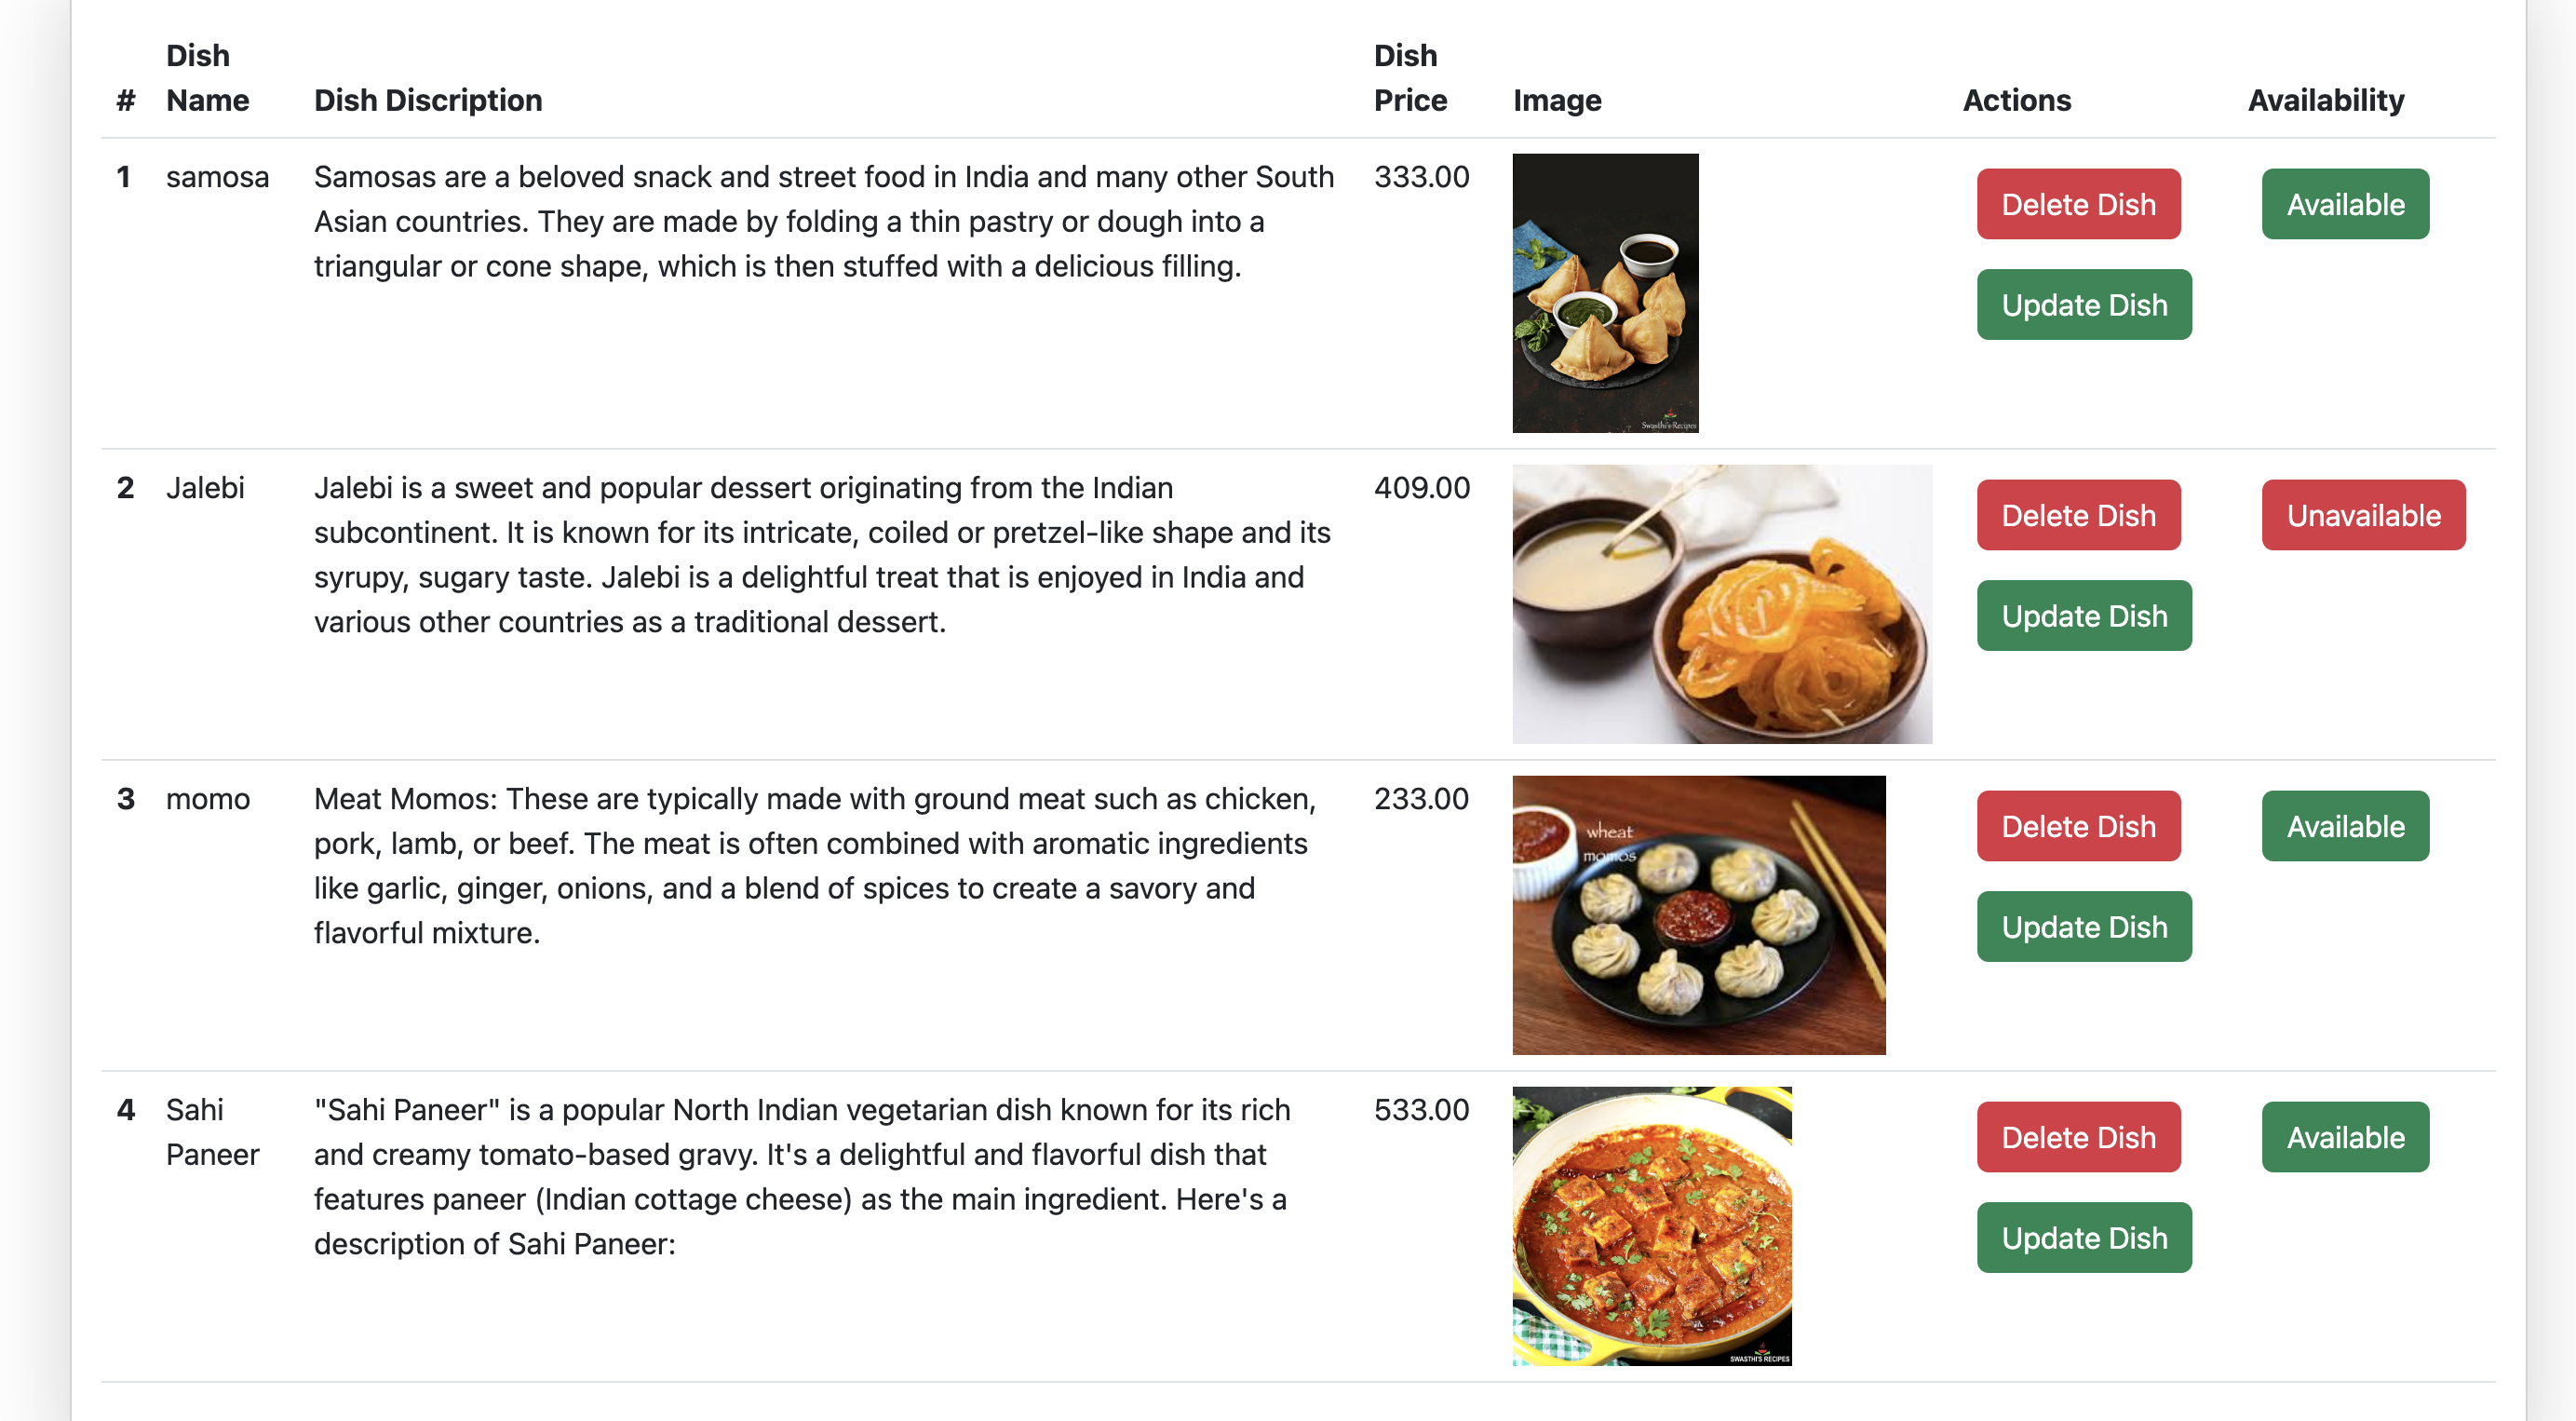 Dish
Name
Dish
Price
# Dish Discription Image Actions Availability
1 samosa Samosas are a beloved snack and street food in India and many other South 333.00
Asian countries. They are made by folding a thin pastry or dough into a
triangular or cone shape, which is then stuffed with a delicious filling.
Delete Dish Available
Update Dish
Swasthi's Recipes
2 Jalebi Jalebi is a sweet and popular dessert originating from the Indian 409.00
subcontinent. It is known for its intricate, coiled or pretzel-like shape and its
syrupy, sugary taste. Jalebi is a delightful treat that is enjoyed in India and
various other countries as a traditional dessert.
Delete Dish Unavailable
Update Dish
3 momo Meat Momos: These are typically made with ground meat such as chicken, 233.00
pork, lamb, or beef. The meat is often combined with aromatic ingredients
like garlic, ginger, onions, and a blend of spices to create a savory and
flavorful mixture.
wheat
momos
Delete Dish Available
Update Dish
4 Sahi
Paneer
"Sahi Paneer" is a popular North Indian vegetarian dish known for its rich 533.00
and creamy tomato-based gravy. It's a delightful and flavorful dish that
features paneer (Indian cottage cheese) as the main ingredient. Here's a
description of Sahi Paneer:
Delete Dish Available
Update Dish
SWASTHI'S RECIPES